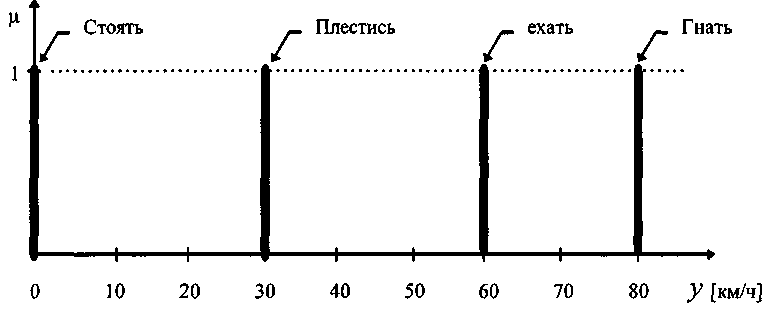 μ
Стоять Плестись ехать Гнать
1
0 10 20 30 40 50 60 70 80 y [км/ч]